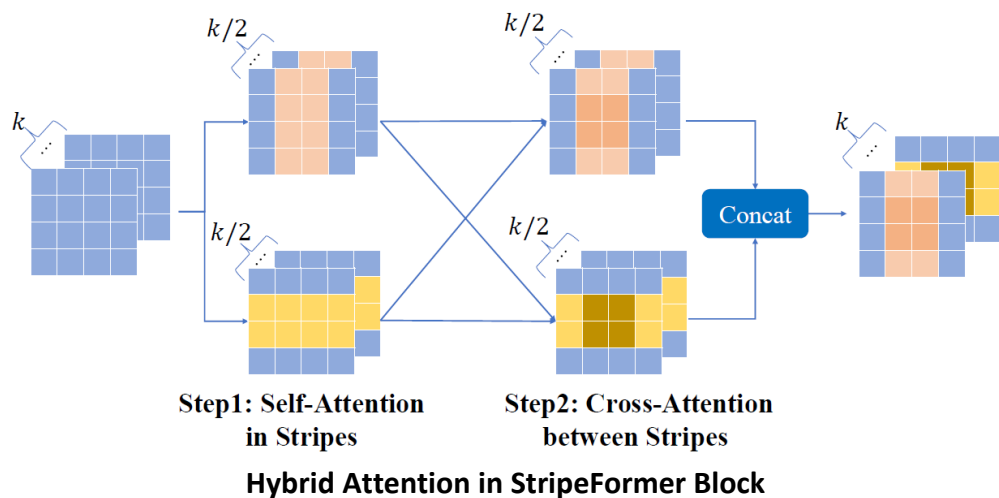 k/2
...
k/2
...
k
...
k
...
k/2
...
k/2
...
Concat
Step1: Self-Attention
in Stripes
Step2: Cross-Attention
between Stripes
Hybrid Attention in StripeFormer Block